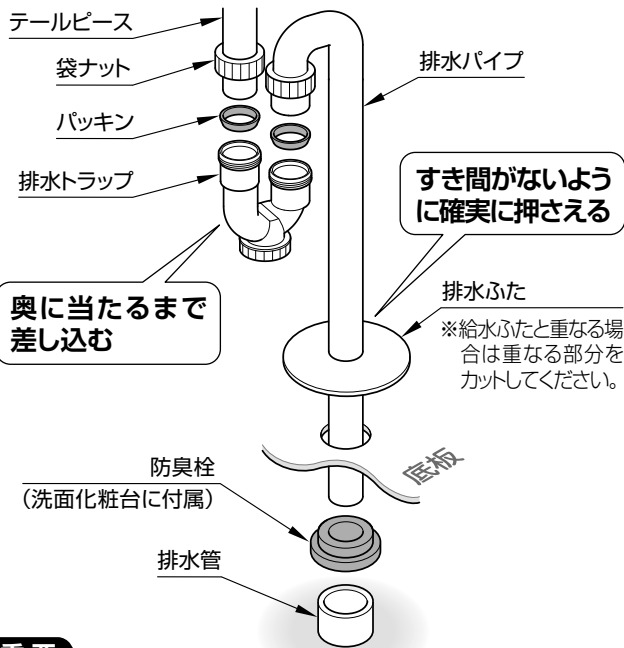 テールピース
袋ナット
パッキン
排水トラップ
排水パイプ
すき間がないよう
に確実に押さえる
奥に当たるまで
差し込む
排水ふた
※給水ふたと重なる場
合は重なる部分を
カットしてください。
底板
防臭栓
（洗面化粧台に付属）
排水管
重要